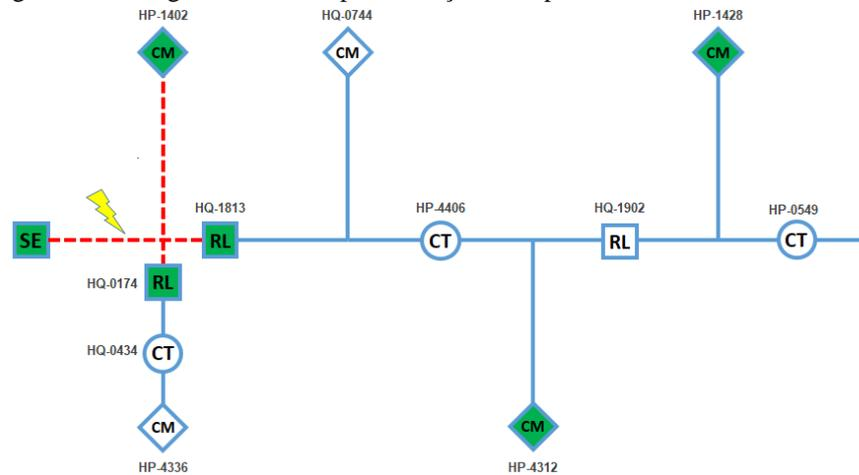 HP-1402 HQ-0744 HP-1428
CM CM CM
HQ-1813 HP-4406 HQ-1902 HP-0549
SE RL CT RL CT
HQ-0174 RL
HQ-0434 CT
CM CM
HP-4336 HP-4312